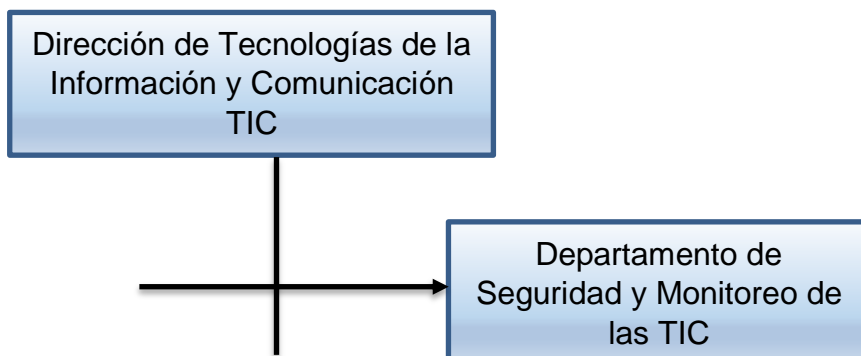 Dirección de Tecnologías de la
Información y Comunicación
TIC
Departamento de
Seguridad y Monitoreo de
las TIC